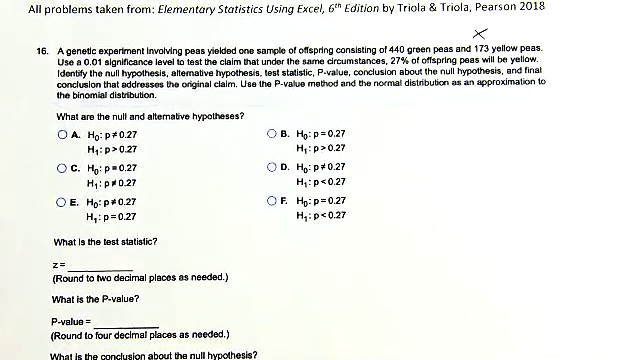 All problems taken from: Elementary Statistics Using Excel, 6th Edition by Triola & Triola, Pearson 2018
X
16. A genetic experiment involving peas yielded one sample of offspring consisting of 440 green peas and 173 yellow peas.
Use a 0.01 significance level to test the claim that under the same circumstances, 27% of offspring peas will be yellow.
Identify the null hypothesis, alternative hypothesis, test statistic, P-value, conclusion about the null hypothesis, and final
conclusion that addresses the original claim. Use the P-value method and the normal distribution as an approximation to
the binomial distribution.
What are the null and alternative hypotheses?
A. H₀: p ≠ 0.27
H₁: p > 0.27
B. H₀: p = 0.27
H₁: p > 0.27
C. H₀: p = 0.27
H₁: p ≠ 0.27
D. H₀: p ≠ 0.27
H₁: p < 0.27
E. H₀: p ≠ 0.27
H₁: p = 0.27
F. H₀: p = 0.27
H₁: p < 0.27
What is the test statistic?
z =
(Round to two decimal places as needed.)
What is the P-value?
P-value =
(Round to four decimal places as needed.)
What is the conclusion about the null hypothesis?